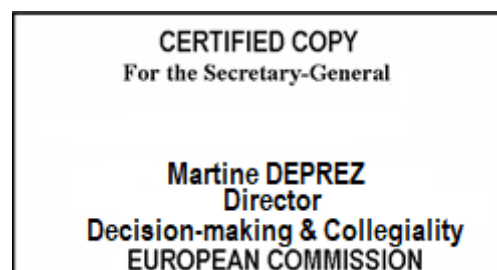 CERTIFIED COPY
For the Secretary-General
Martine DEPREZ
Director
Decision-making & Collegiality
EUROPEAN COMMISSION